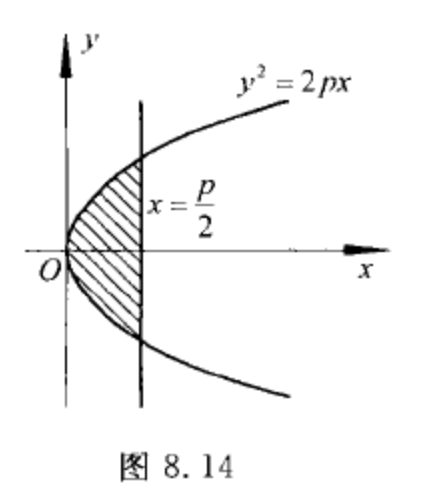 y
y² = 2px
x = p/2
O
x
图 8.14